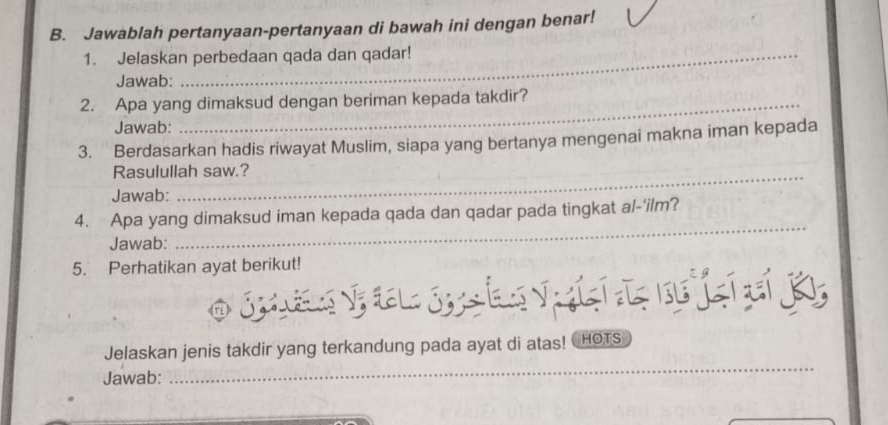 B. Jawablah pertanyaan-pertanyaan di bawah ini dengan benar!
1. Jelaskan perbedaan qada dan qadar!
Jawab:
2. Apa yang dimaksud dengan beriman kepada takdir?
Jawab:
3. Berdasarkan hadis riwayat Muslim, siapa yang bertanya mengenai makna iman kepada
Rasulullah saw.?
Jawab:
4. Apa yang dimaksud iman kepada qada dan qadar pada tingkat al-'ilm?
Jawab:
5. Perhatikan ayat berikut!
وَلِكُلِّ أُمَّةٍ أَجَلٌ ۚ فَإِذَا جَاءَ أَجَلُهُمْ لَا يَسْتَأْخِرُونَ سَاعَةً وَلَا يَسْتَقْدِمُونَ ٣٤
Jelaskan jenis takdir yang terkandung pada ayat di atas! HOTS
Jawab: